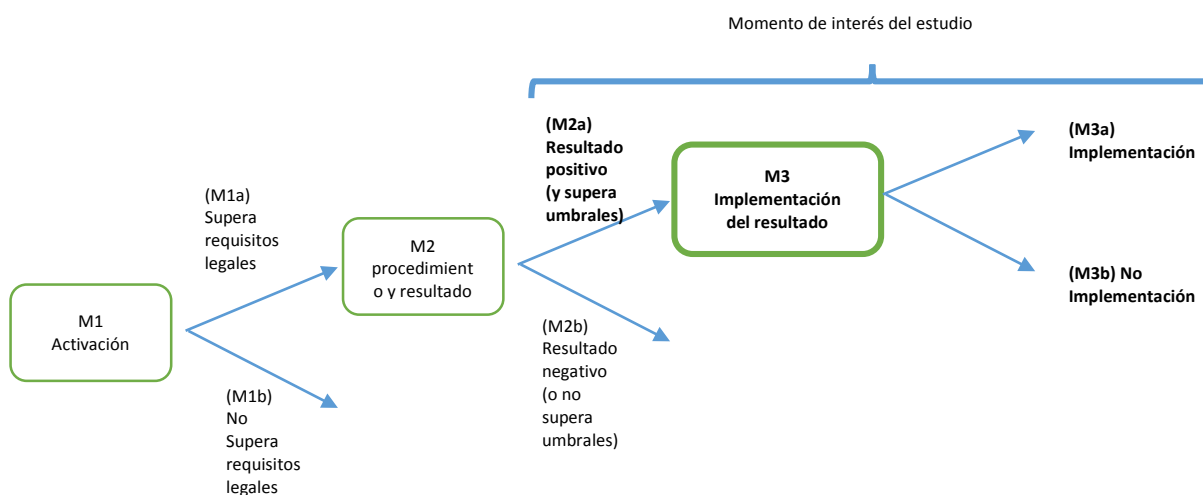 Momento de interés del estudio
(M2a)
Resultado
positivo
(y supera
umbrales)
M3
Implementación
del resultado
(M3a)
Implementación
(M3b) No
Implementación
(M1a)
Supera
requisitos
legales
M2
procedimient
o y resultado
M1
Activación
(M1b)
No
Supera
requisitos
legales
(M2b)
Resultado
negativo
(o no
supera
umbrales)